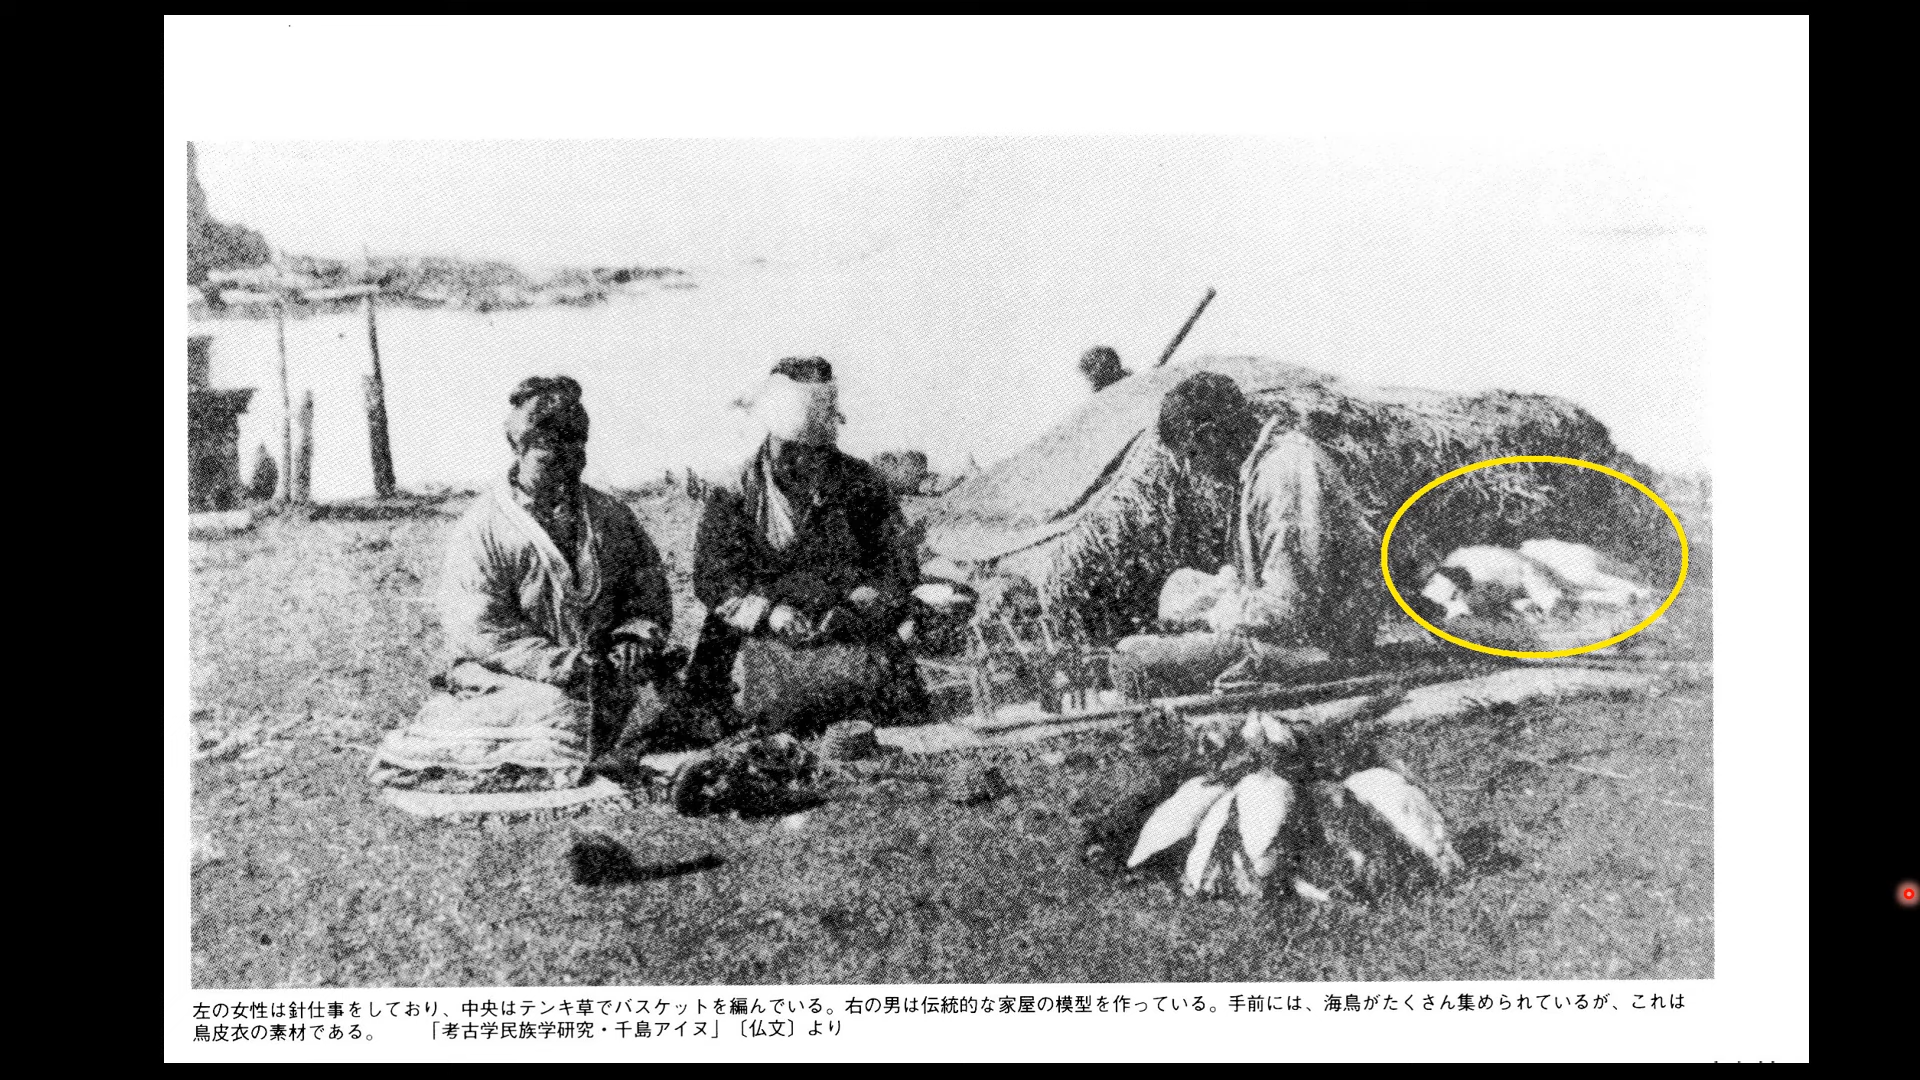 左の女性は針仕事をしており、中央はテンキ草でバスケットを編んでいる。右の男は伝統的な家屋の模型を作っている。手前には、海鳥がたくさん集められているが、これは
鳥皮衣の素材である。　「考古学民族学研究・千島アイヌ」〔仏文〕より